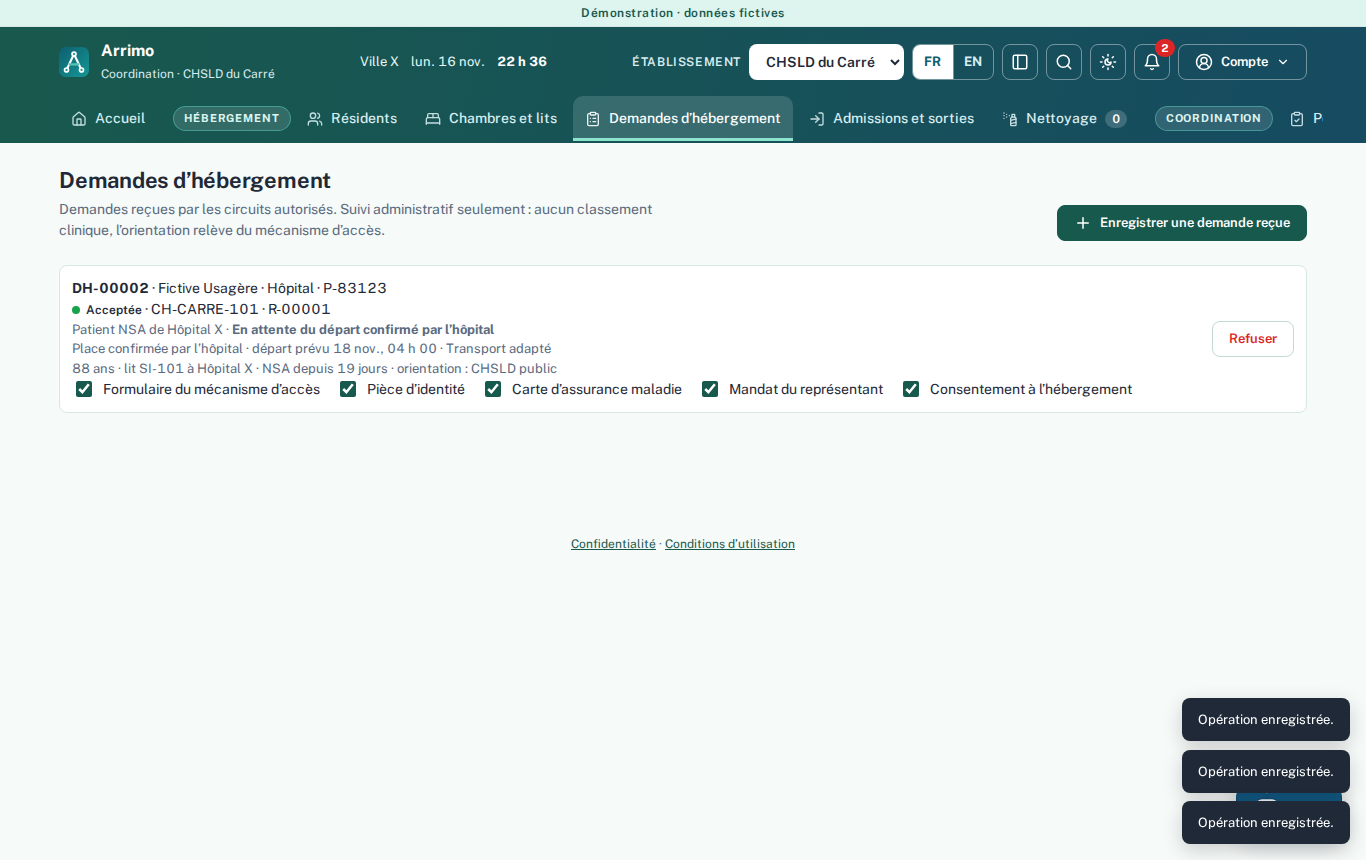 Démonstration · données fictives
Arrimo
Coordination · CHSLD du Carré
Ville X lun. 16 nov. 22 h 36
ÉTABLISSEMENT CHSLD du Carré FR EN 2 Compte
Accueil HÉBERGEMENT Résidents Chambres et lits Demandes d’hébergement Admissions et sorties Nettoyage 0 COORDINATION P
Demandes d’hébergement
Demandes reçues par les circuits autorisés. Suivi administratif seulement : aucun classement
clinique, l’orientation relève du mécanisme d’accès.
Enregistrer une demande reçue
DH-00002 · Fictive Usagère · Hôpital · P-83123
Acceptée · CH-CARRE-101 · R-00001
Patient NSA de Hôpital X · En attente du départ confirmé par l’hôpital
Place confirmée par l’hôpital · départ prévu 18 nov., 04 h 00 · Transport adapté
88 ans · lit SI-101 à Hôpital X · NSA depuis 19 jours · orientation : CHSLD public
Formulaire du mécanisme d’accès Pièce d’identité Carte d’assurance maladie Mandat du représentant Consentement à l’hébergement
Refuser
Confidentialité · Conditions d’utilisation
Opération enregistrée.
Opération enregistrée.
Opération enregistrée.